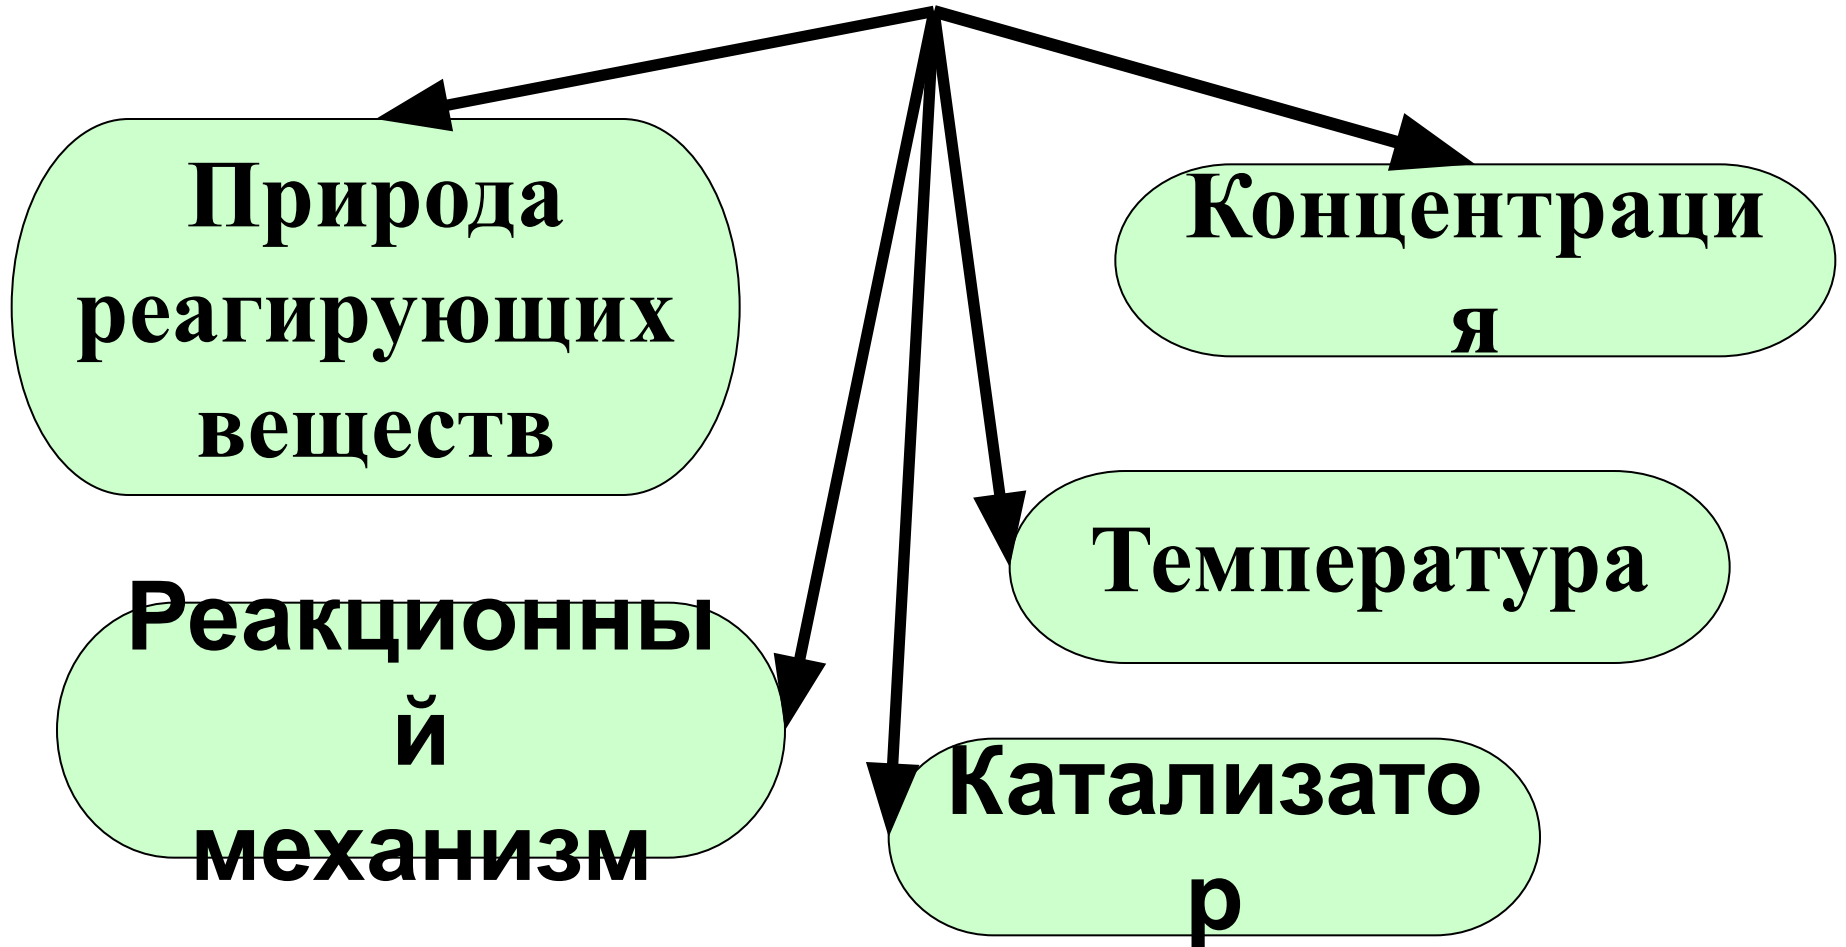 Природа
реагирующих
веществ
Концентраци
я
Температура
Реакционны
й
механизм
Катализато
р